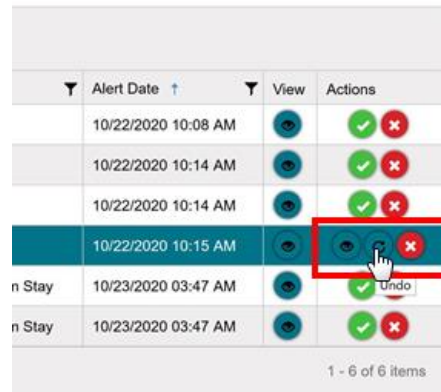 Alert Date View Actions
10/22/2020 10:08 AM
10/22/2020 10:14 AM
10/22/2020 10:14 AM
10/22/2020 10:15 AM
n Stay 10/23/2020 03:47 AM
Undo
n Stay 10/23/2020 03:47 AM
1 - 6 of 6 items